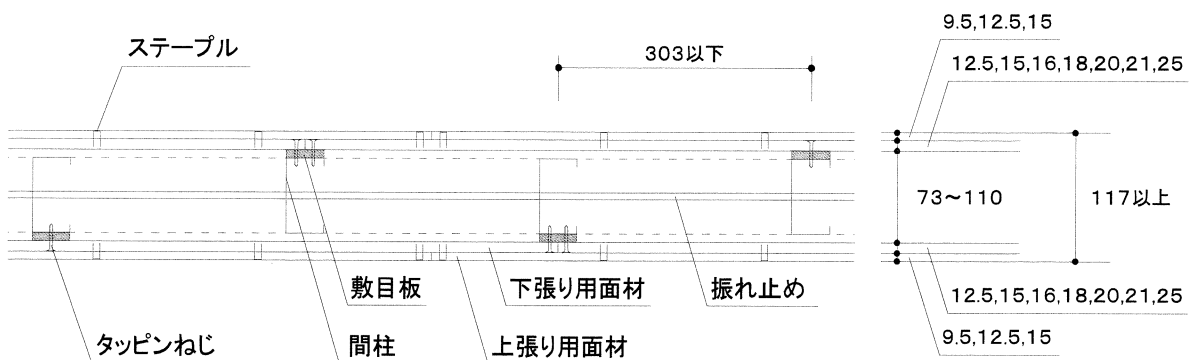 ステープル
303以下
9.5,12.5,15
12.5,15,16,18,20,21,25
73～110
117以上
敷目板
下張り用面材
振れ止め
12.5,15,16,18,20,21,25
タッピンねじ
間柱
上張り用面材
9.5,12.5,15